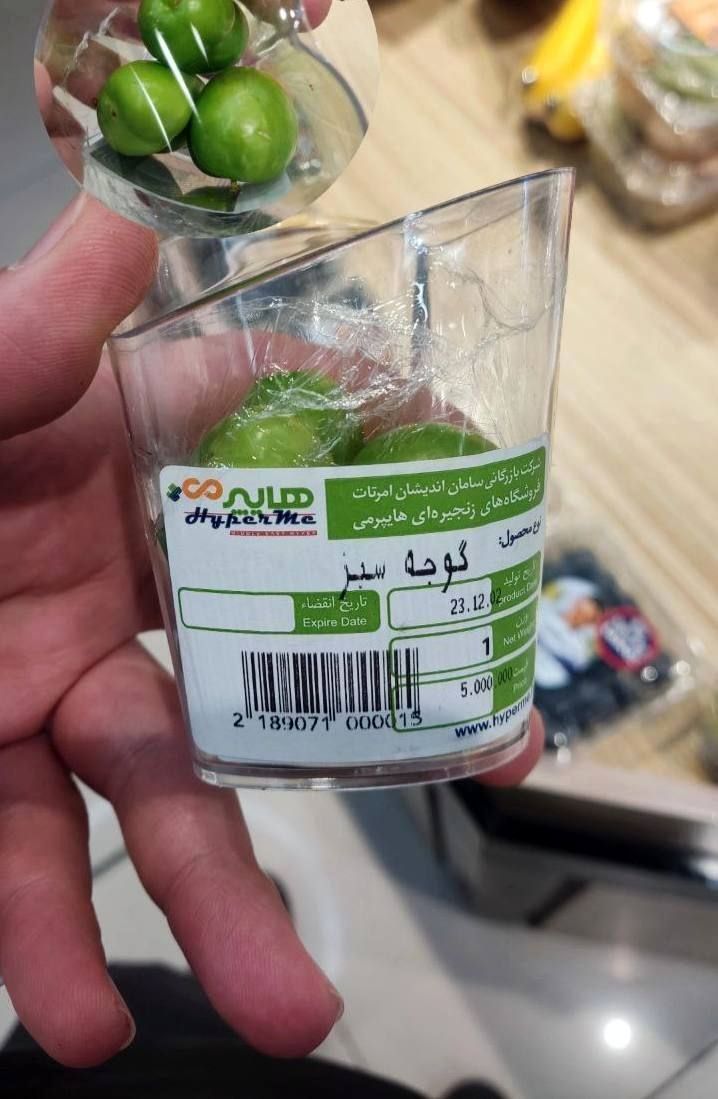 شرکت بازرگانی سامان اندیشان امرتات
فروشگاه‌های زنجیره‌ای هایپرمی
هایپرمی
HyperMe
نوع محصول:
گوجه سبز
تاریخ تولید
Product Date
23.12.02
تاریخ انقضاء
Expire Date
وزن
Net Weight
1
قیمت
Price
5.000.000
2 189071 000013
www.hyperme